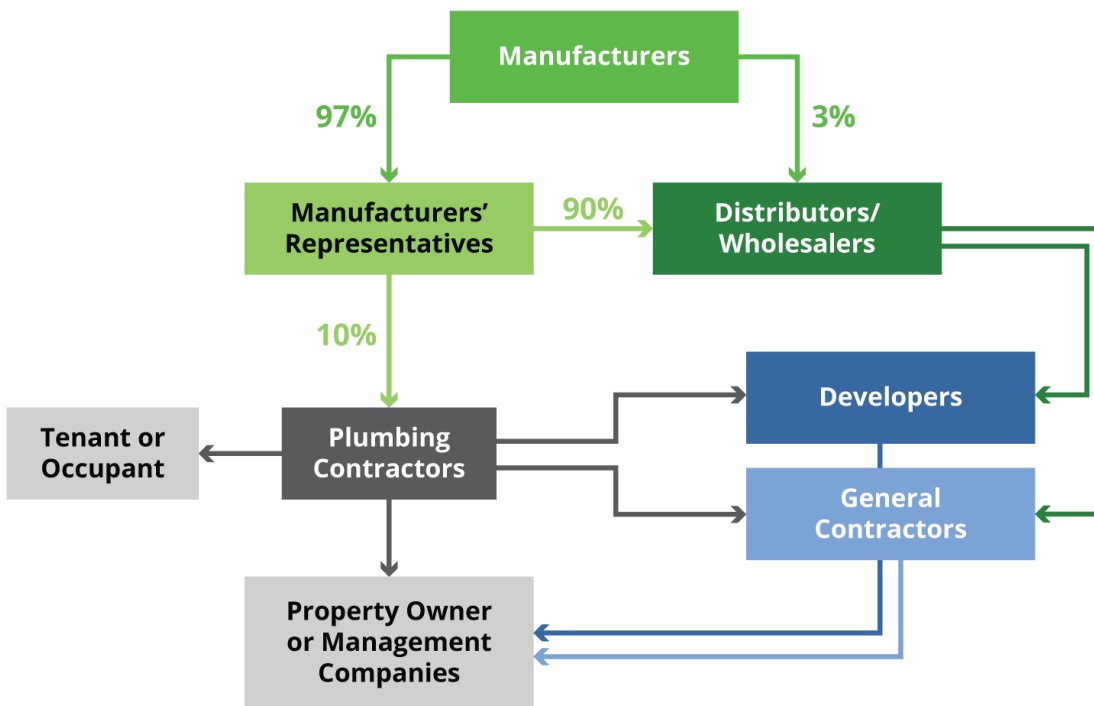 Manufacturers
97%
3%
Manufacturers’
Representatives
90%
Distributors/
Wholesalers
10%
Developers
Tenant or
Occupant
Plumbing
Contractors
General
Contractors
Property Owner
or Management
Companies